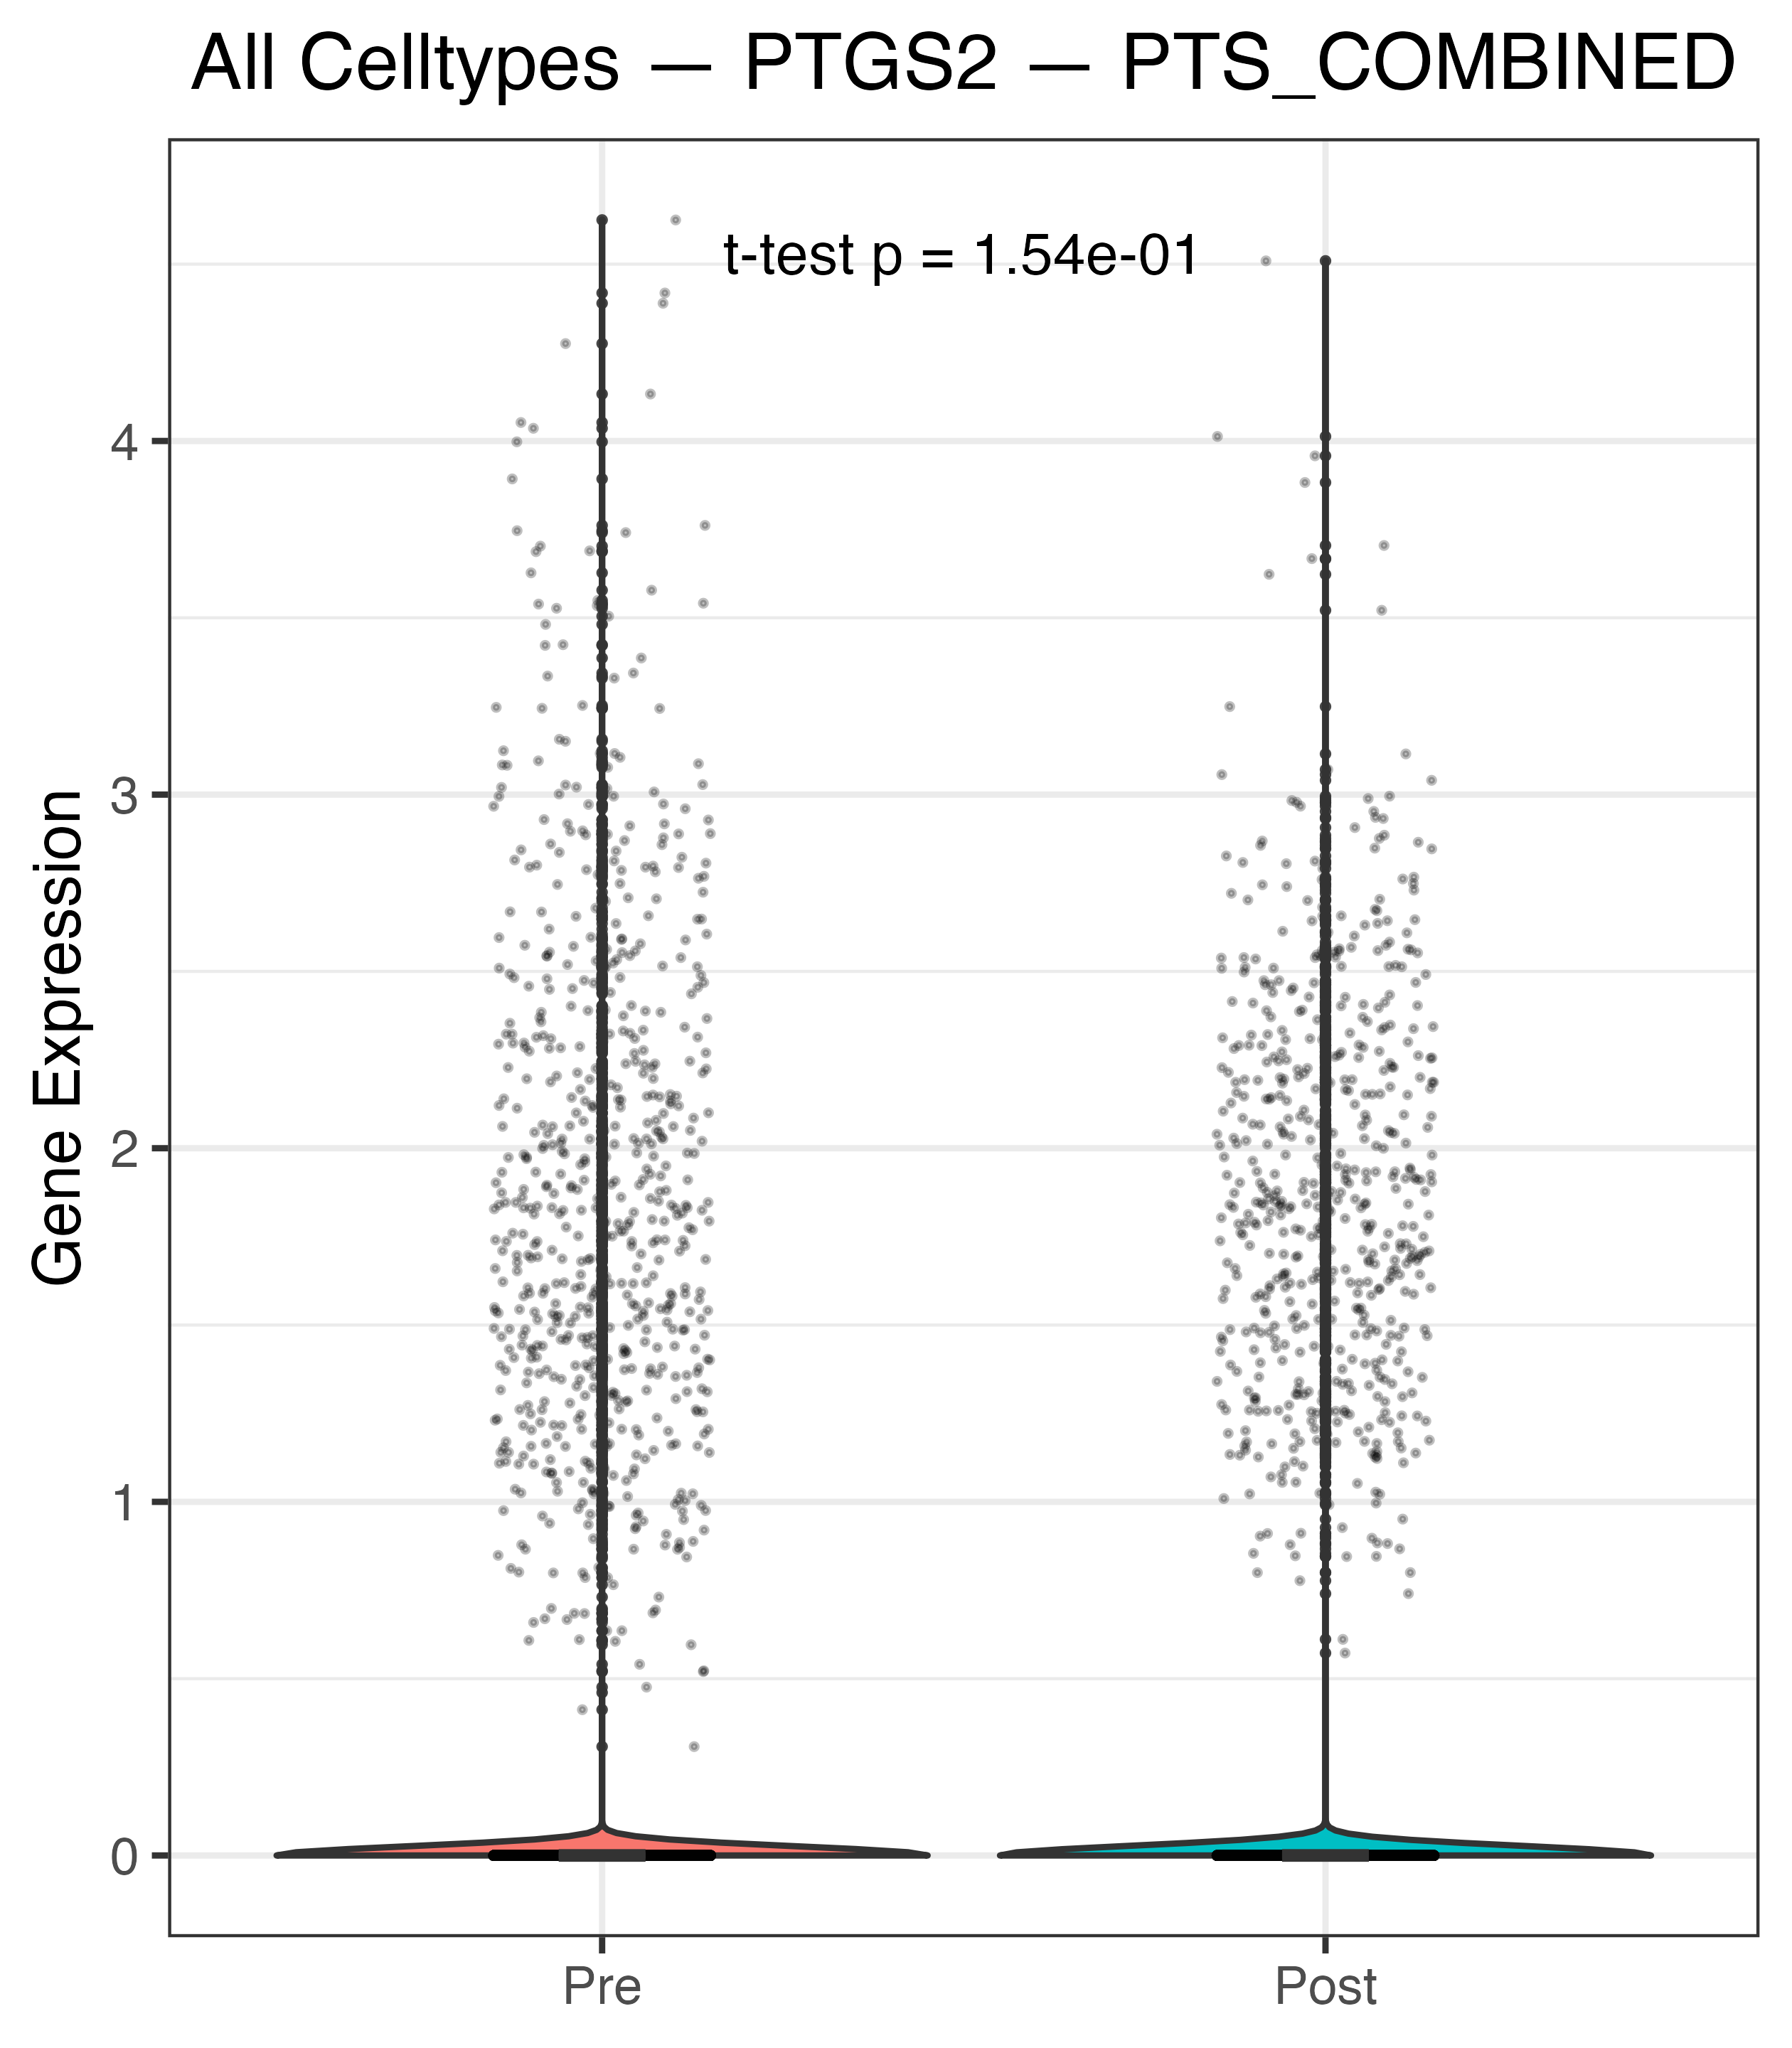 All Celltypes — PTGS2 — PTS_COMBINED
t-test p = 1.54e-01
Gene Expression
4
3
2
1
0
Pre
Post